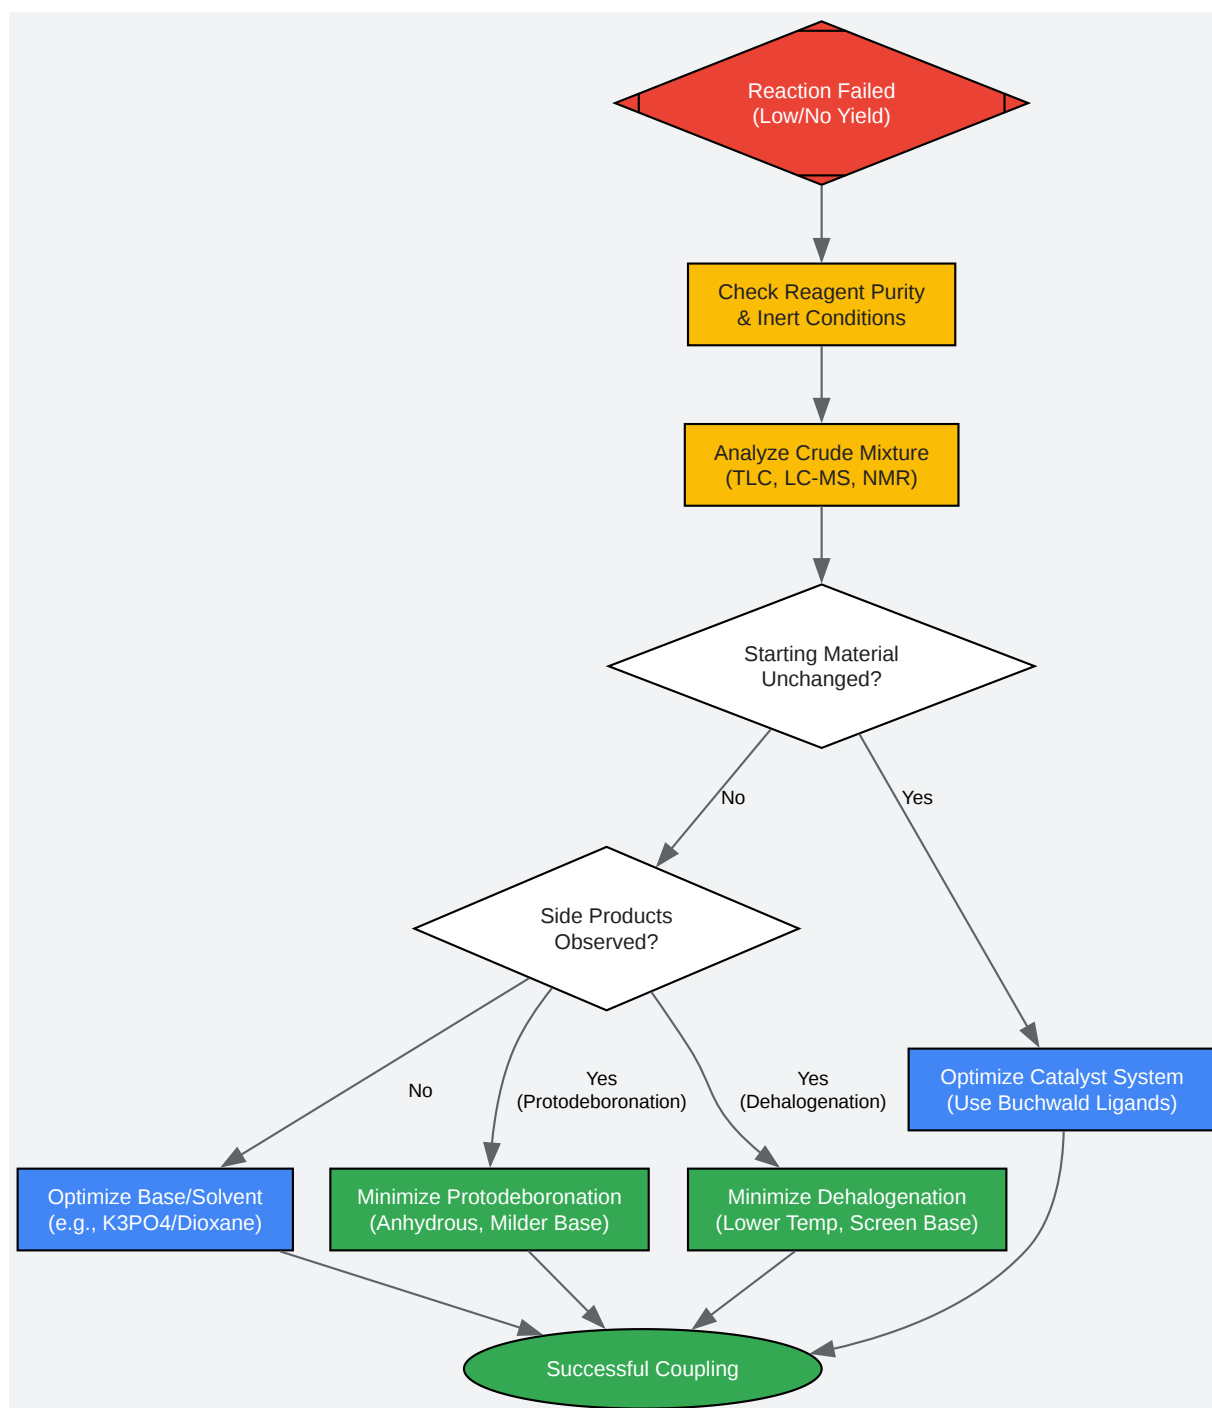 Reaction Failed
(Low/No Yield)
Check Reagent Purity
& Inert Conditions
Analyze Crude Mixture
(TLC, LC-MS, NMR)
Starting Material
Unchanged?
No
Yes
Side Products
Observed?
No
Yes
(Protodeboronation)
Yes
(Dehalogenation)
Optimize Catalyst System
(Use Buchwald Ligands)
Optimize Base/Solvent
(e.g., K3PO4/Dioxane)
Minimize Protodeboronation
(Anhydrous, Milder Base)
Minimize Dehalogenation
(Lower Temp, Screen Base)
Successful Coupling